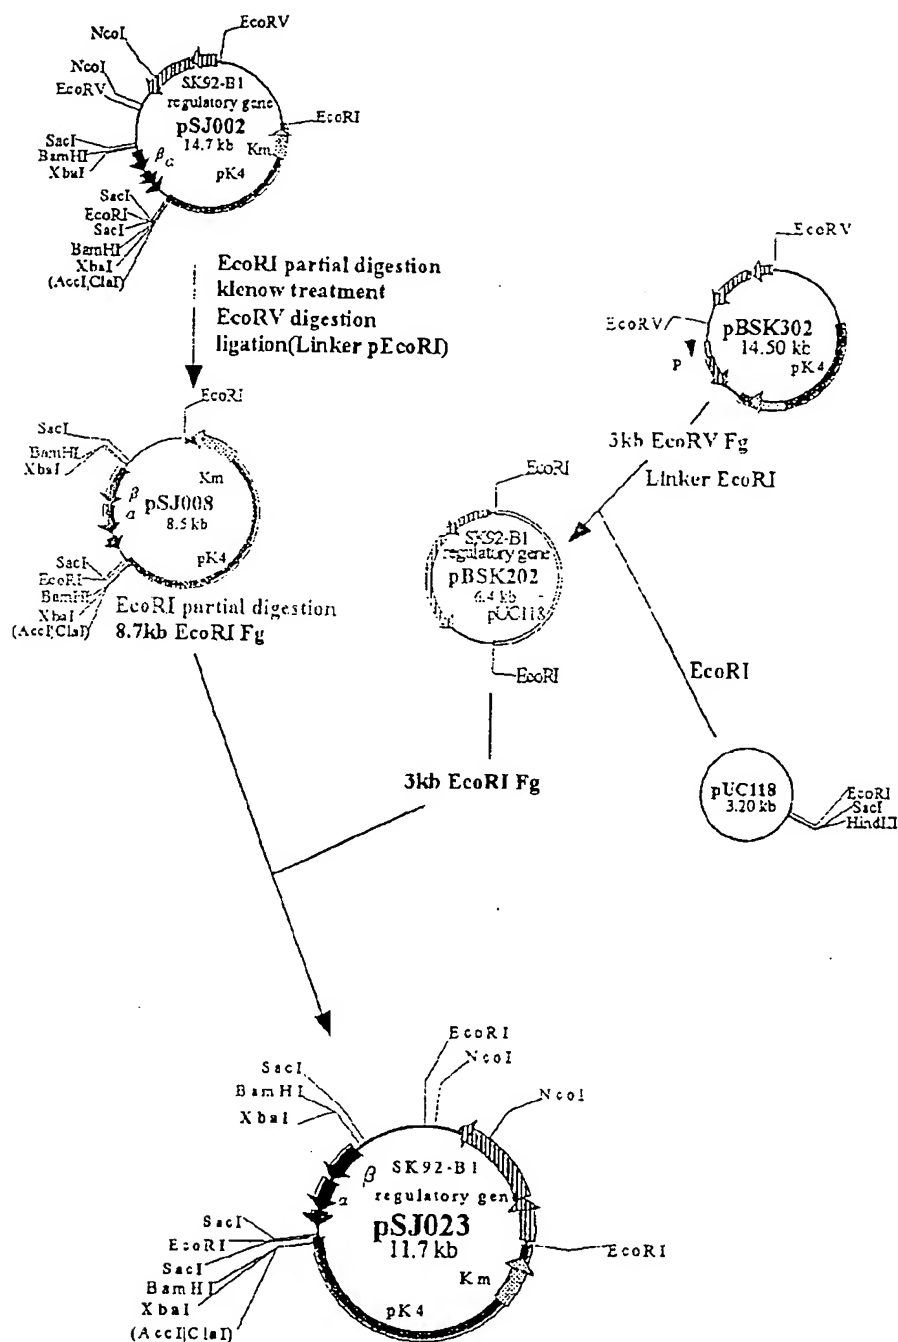 EcoRV
NcoI
NcoI
EcoRV
SK92-B1
regulatory gene
pSJ002
14.7 kb
EcoRI
Km
pK4
β
α
SacI
BamHI
XbaI
SacI
EcoRI
SacI
BamHI
XbaI
(AccI|ClaI)
EcoRI partial digestion
klenow treatment
EcoRV digestion
ligation(Linker pEcoRI)
EcoRV
EcoRV
pBSK302
14.50 kb
pK4
P
3kb EcoRV Fg
Linker EcoRI
EcoRI
SacI
BamHI
XbaI
Km
β
α
pSJ008
8.5 kb
pK4
SacI
EcoRI
BamHI
XbaI
(AccI|ClaI)
EcoRI partial digestion
8.7kb EcoRI Fg
EcoRI
SK92-B1
regulatory gene
pBSK202
6.4 kb
pUC118
EcoRI
EcoRI
3kb EcoRI Fg
pUC118
3.20 kb
EcoRI
SacI
HindIII
EcoRI
NcoI
NcoI
SacI
BamHI
XbaI
β
α
SK92-B1
regulatory gen
pSJ023
11.7 kb
EcoRI
Km
pK4
SacI
EcoRI
SacI
BamHI
XbaI
(AccI|ClaI)